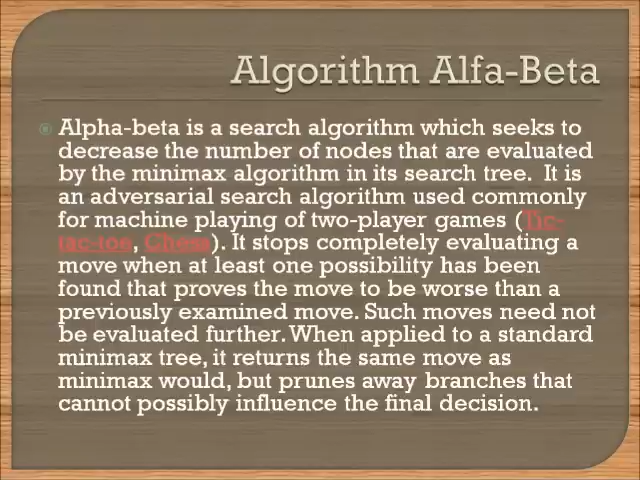 Algorithm Alfa-Beta
Alpha-beta is a search algorithm which seeks to
decrease the number of nodes that are evaluated
by the minimax algorithm in its search tree.  It is
an adversarial search algorithm used commonly
for machine playing of two-player games (Tic-
tac-toe, Chess). It stops completely evaluating a
move when at least one possibility has been
found that proves the move to be worse than a
previously examined move. Such moves need not
be evaluated further. When applied to a standard
minimax tree, it returns the same move as
minimax would, but prunes away branches that
cannot possibly influence the final decision.